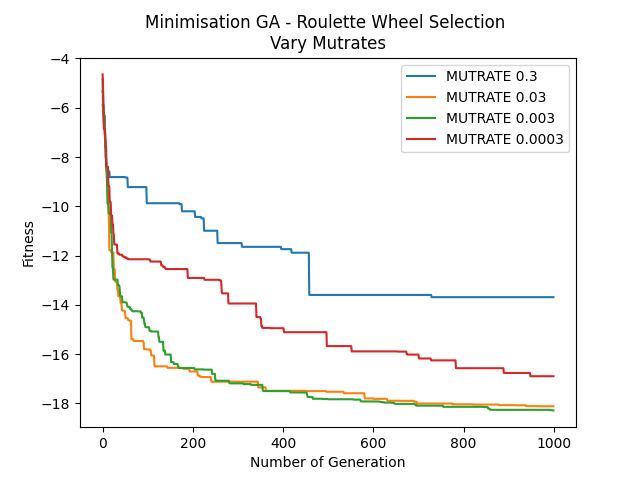 Minimisation GA - Roulette Wheel Selection
Vary Mutrates
MUTRATE 0.3
MUTRATE 0.03
MUTRATE 0.003
MUTRATE 0.0003
Fitness
−4
−6
−8
−10
−12
−14
−16
−18
0 200 400 600 800 1000
Number of Generation